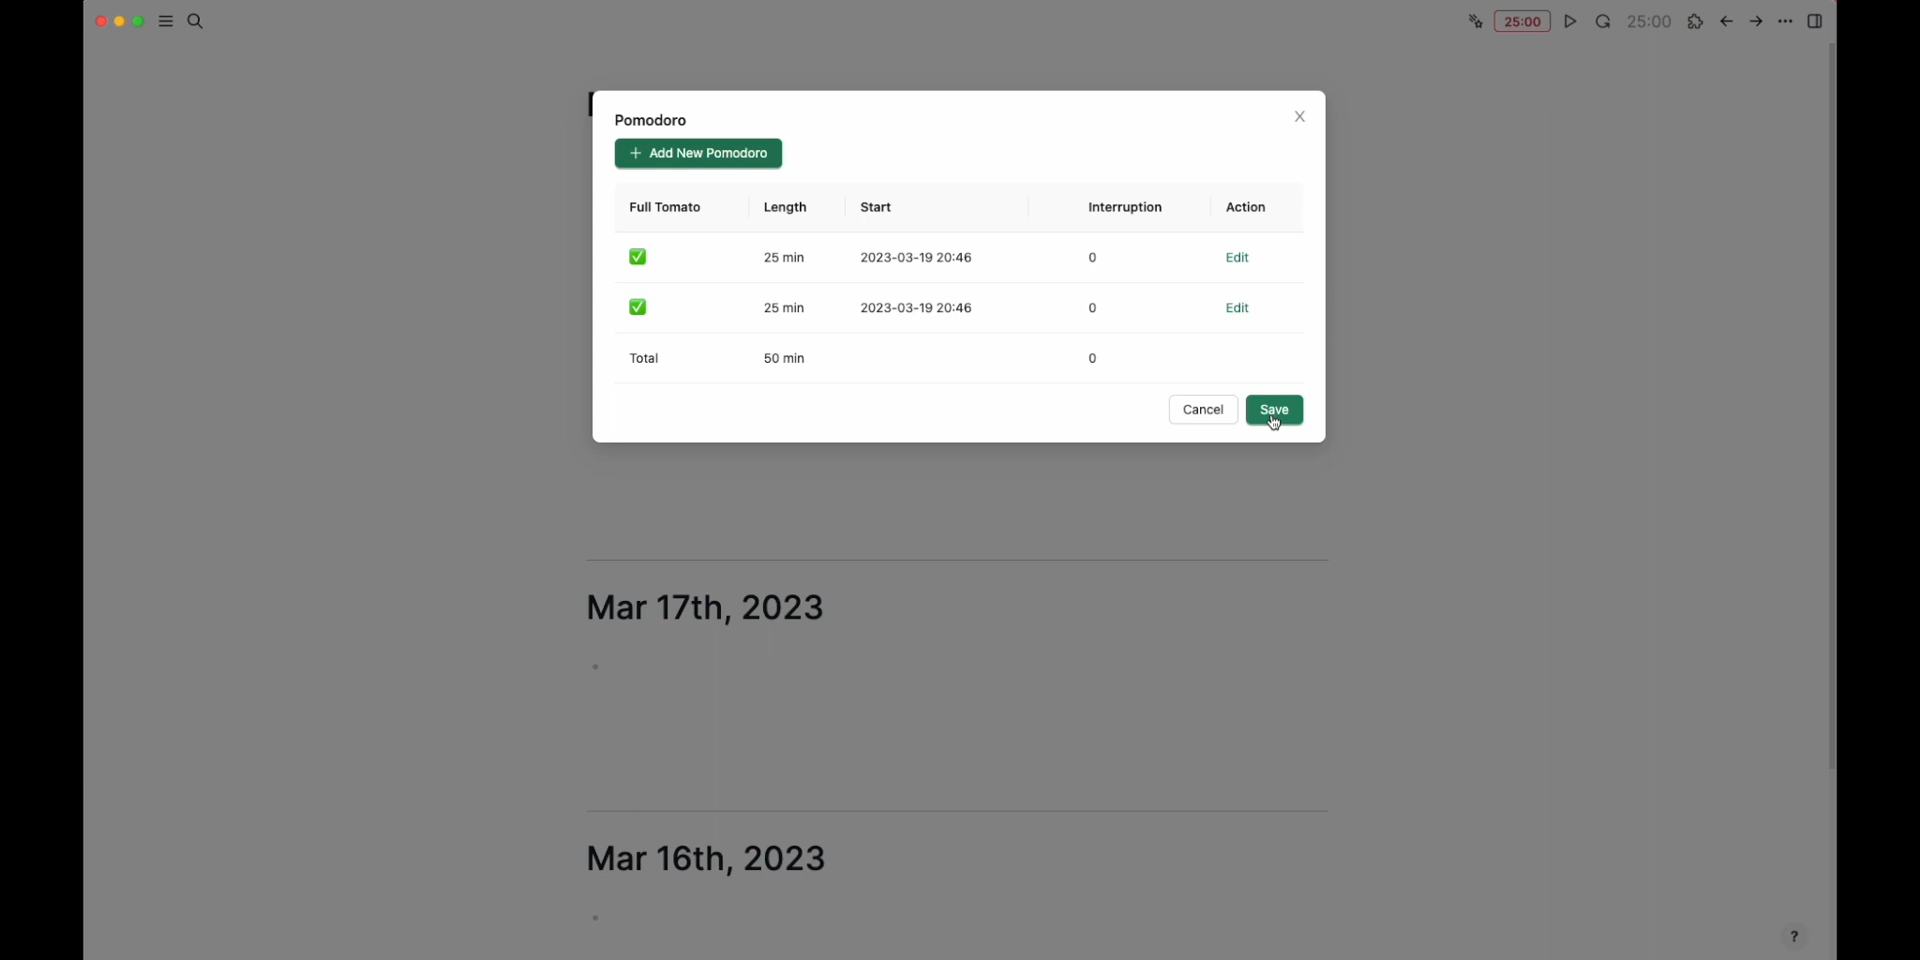 25:00 25:00
Pomodoro
X
+ Add New Pomodoro
Full Tomato Length Start Interruption Action
✅ 25 min 2023-03-19 20:46 0 Edit
✅ 25 min 2023-03-19 20:46 0 Edit
Total 50 min 0
Cancel Save
Mar 17th, 2023
Mar 16th, 2023
?